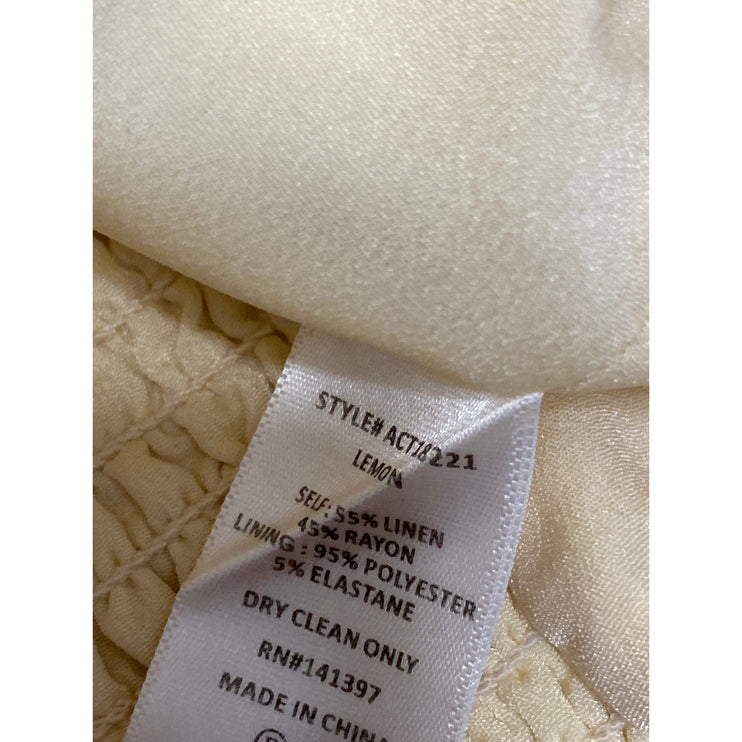 STYLE# ACT18221
LEMON
SELF: 55% LINEN
45% RAYON
LINING : 95% POLYESTER
5% ELASTANE
DRY CLEAN ONLY
RN#141397
MADE IN CHINA